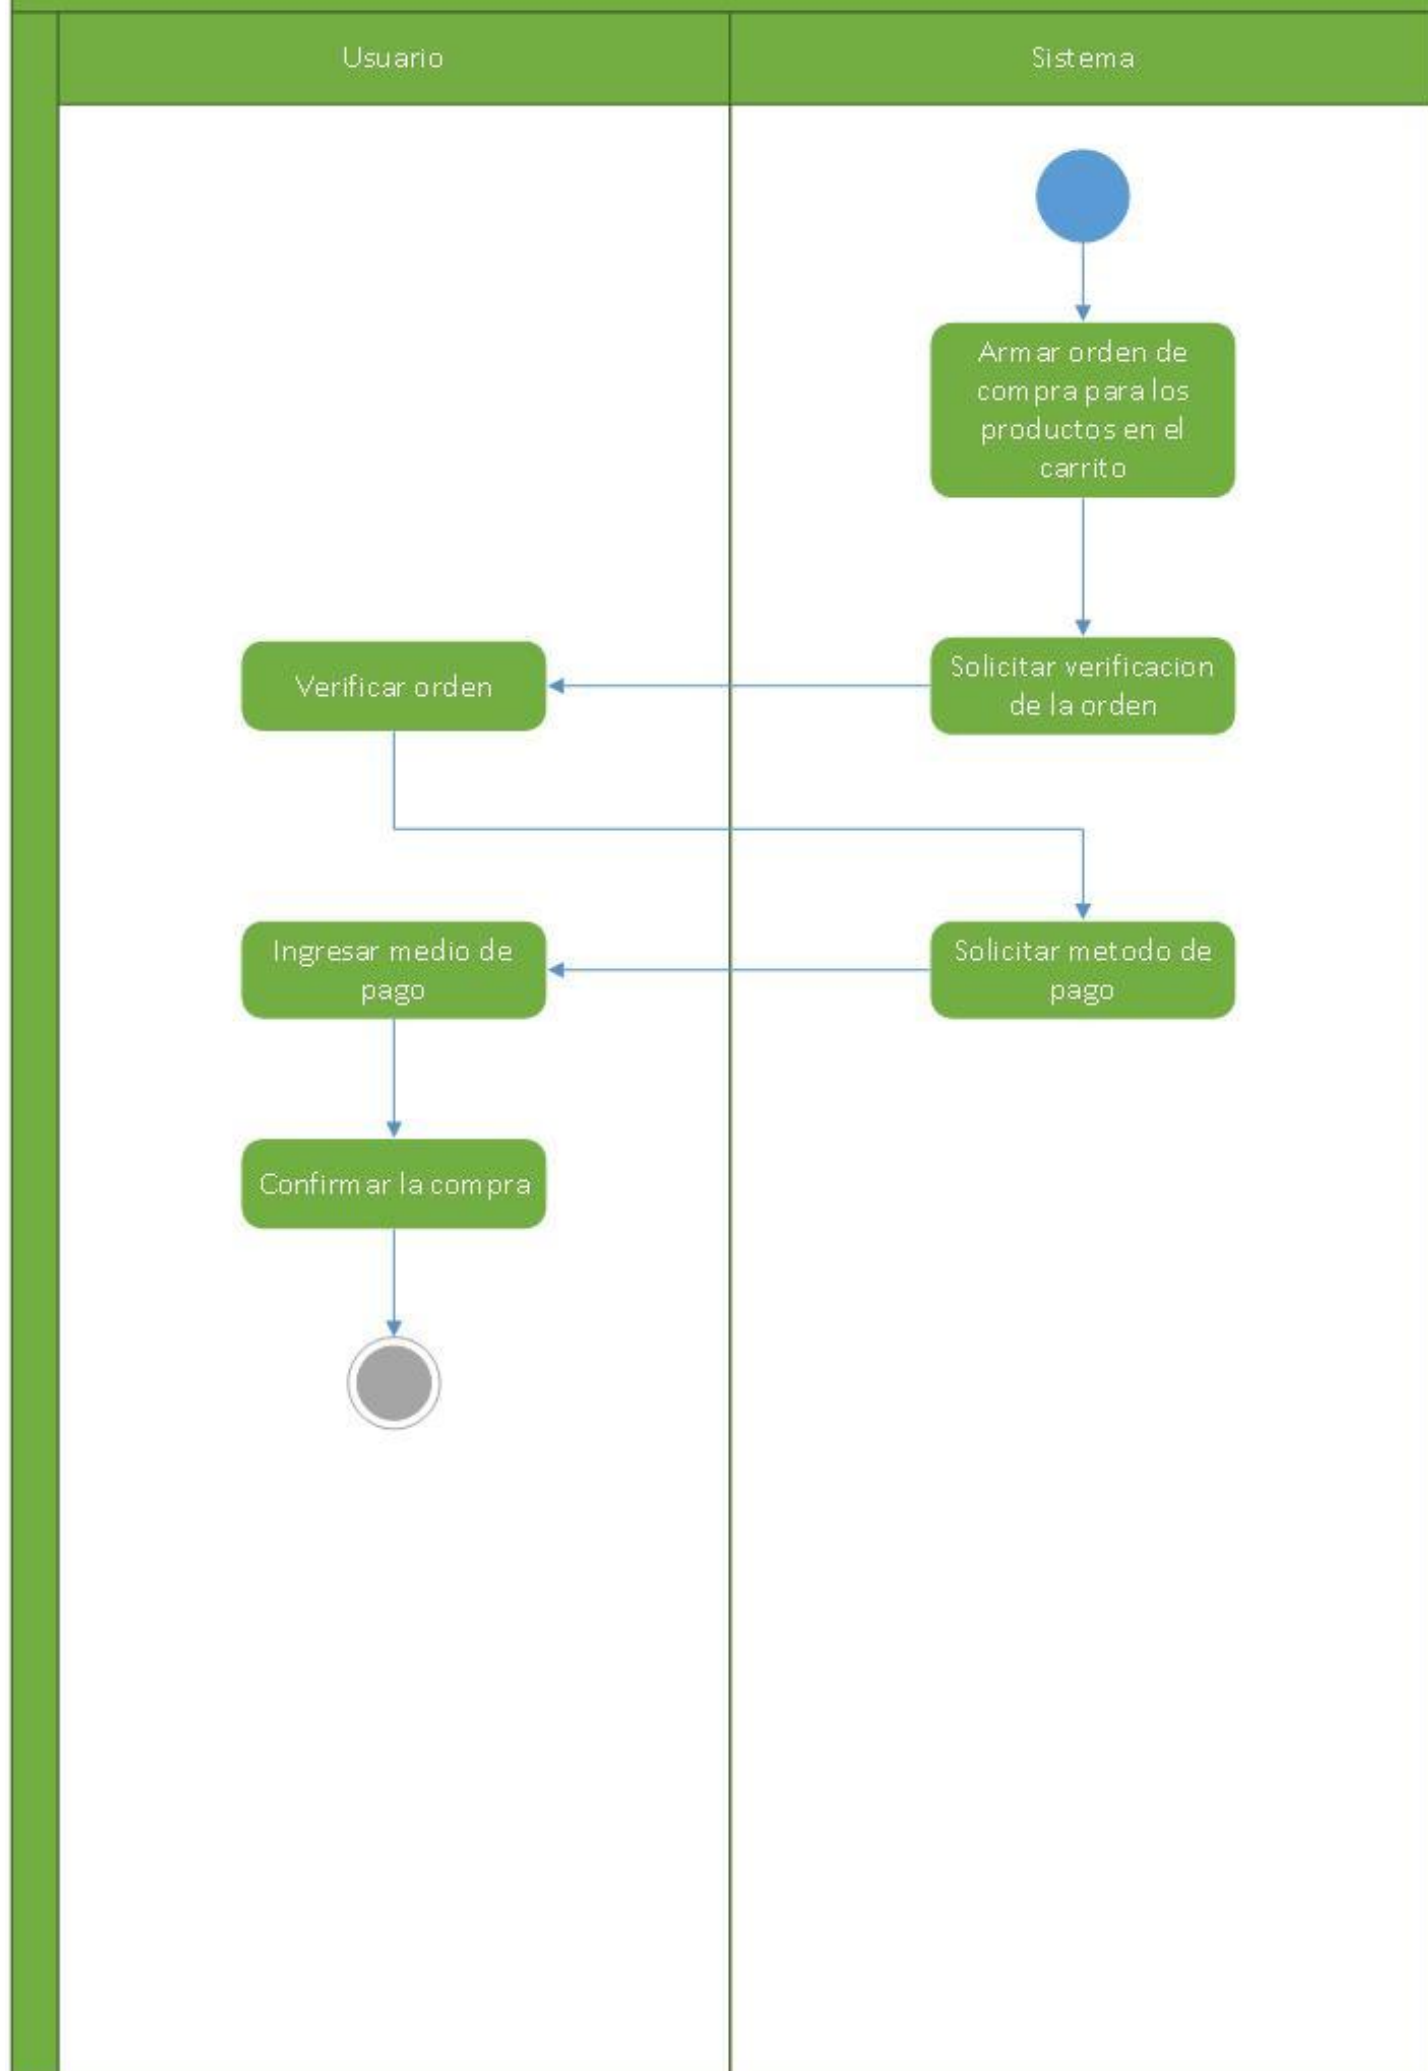 Usuario
Sistema
Armar orden de
compra para los
productos en el
carrito
Solicitar verificacion
de la orden
Verificar orden
Solicitar metodo de
pago
Ingresar medio de
pago
Confirmar la compra